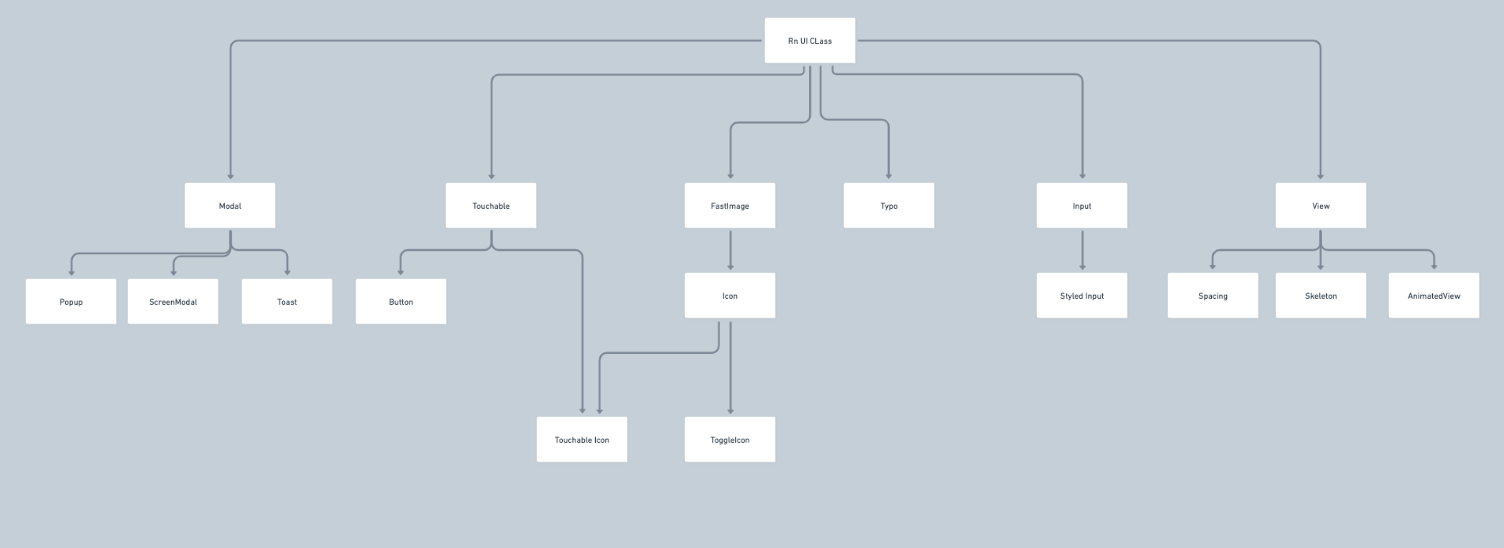 Rn UI CLass
Modal
Touchable
FastImage
Typo
Input
View
Popup
ScreenModal
Toast
Button
Icon
Styled Input
Spacing
Skeleton
AnimatedView
Touchable Icon
ToggleIcon